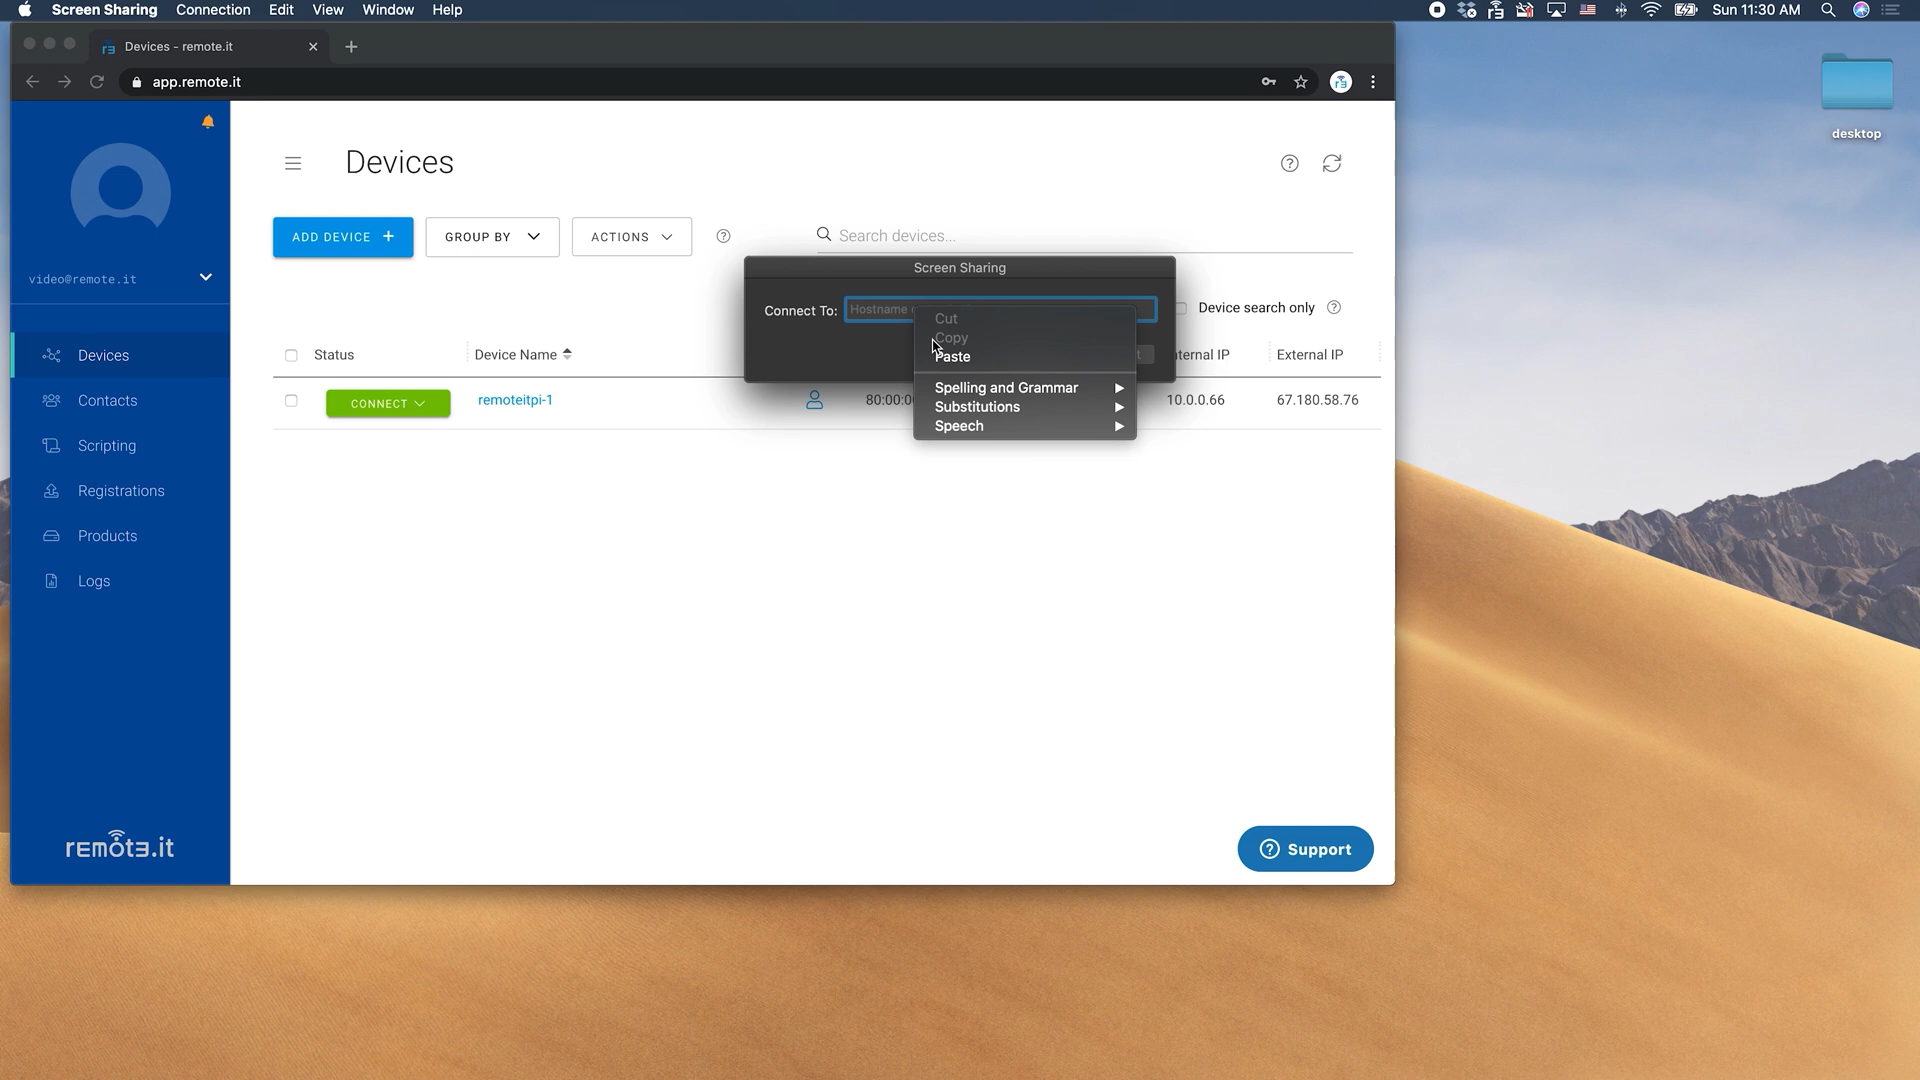 Screen Sharing Connection Edit View Window Help Sun 11:30 AM
Devices - remote.it
app.remote.it
desktop
Devices
ADD DEVICE + GROUP BY ACTIONS Search devices...
video@remote.it
Screen Sharing
Connect To: Hostname
Device search only
Cut
Copy
Paste
Spelling and Grammar
Substitutions
Speech
Status Device Name External IP
CONNECT remoteitpi-1 80:00:0 10.0.0.66 67.180.58.76
Devices
Contacts
Scripting
Registrations
Products
Logs
remot3.it
Support